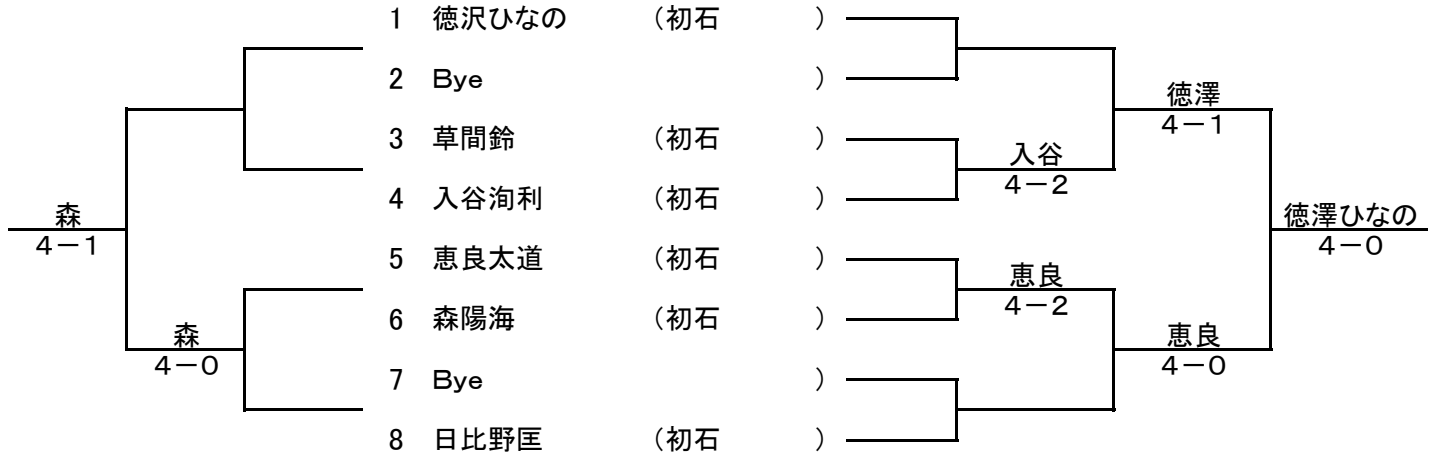 1 徳沢ひなの (初石 )
2 Bye )
徳澤
4-1
3 草間鈴 (初石 )
入谷
4-2
4 入谷洵利 (初石 )
森
4-1
徳澤ひなの
4-0
5 恵良太道 (初石 )
恵良
4-2
6 森陽海 (初石 )
森
4-0
恵良
4-0
7 Bye )
8 日比野匡 (初石 )